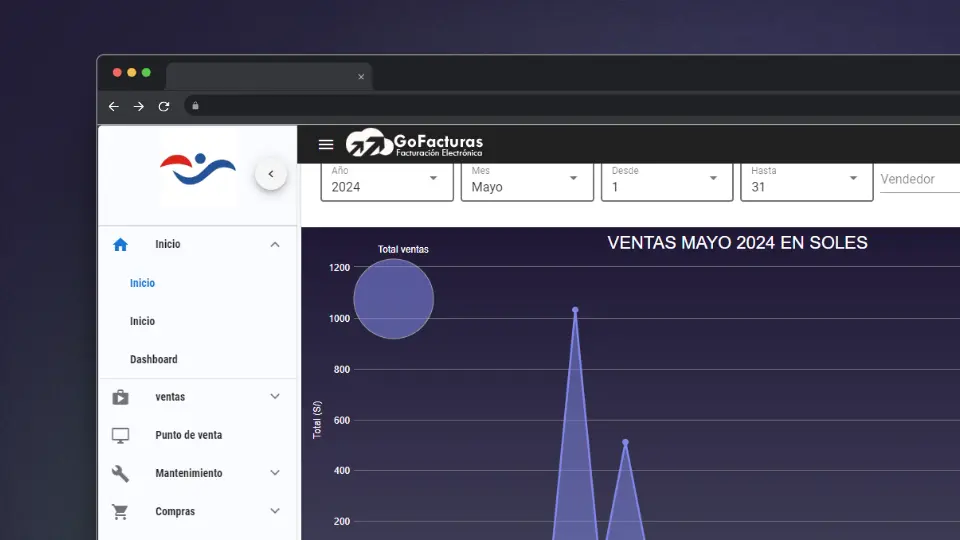 GoFacturas
Facturación Electrónica
Año
2024
Mes
Mayo
Desde
1
Hasta
31
Vendedor
Inicio
Inicio
Inicio
Dashboard
ventas
Punto de venta
Mantenimiento
Compras
VENTAS MAYO 2024 EN SOLES
Total ventas
1200
1000
800
600
400
200
Total (S/)